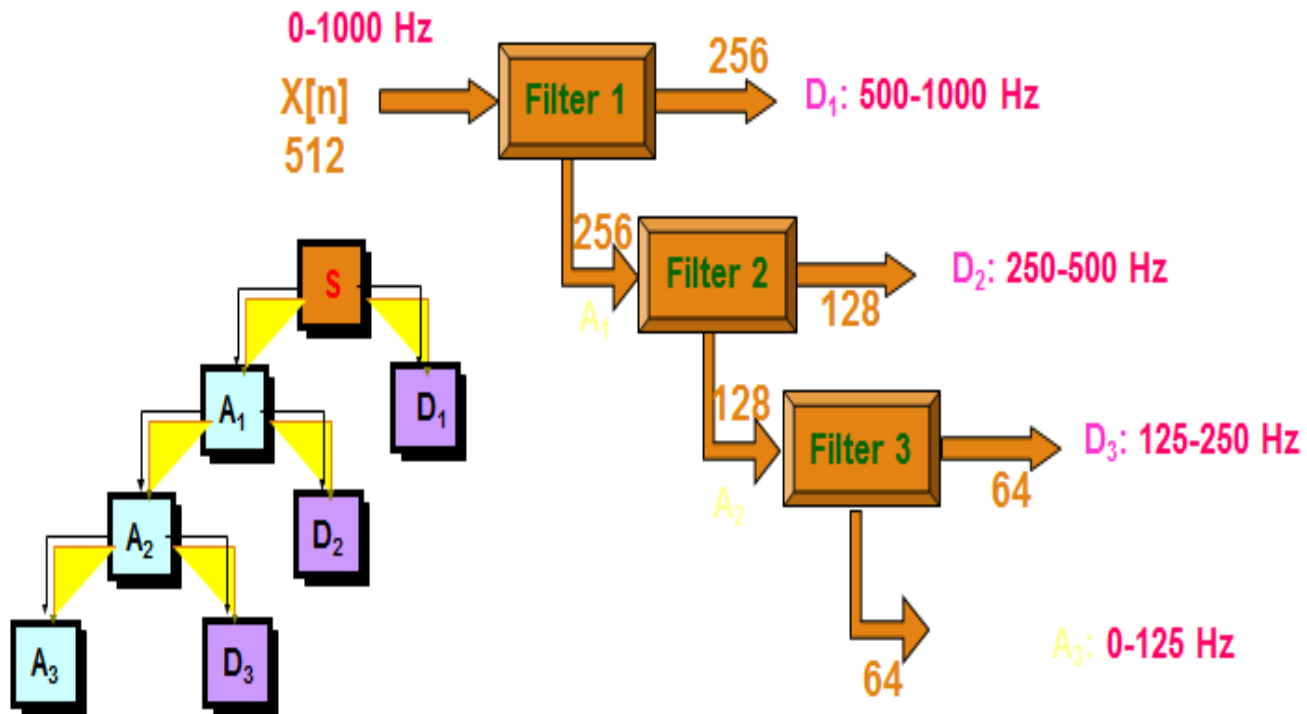 0-1000 Hz
X[n]
512
Filter 1
256
D₁: 500-1000 Hz
256
A₁
Filter 2
128
D₂: 250-500 Hz
128
A₂
Filter 3
64
D₃: 125-250 Hz
64
A₃: 0-125 Hz
S
A₁
D₁
A₂
D₂
A₃
D₃